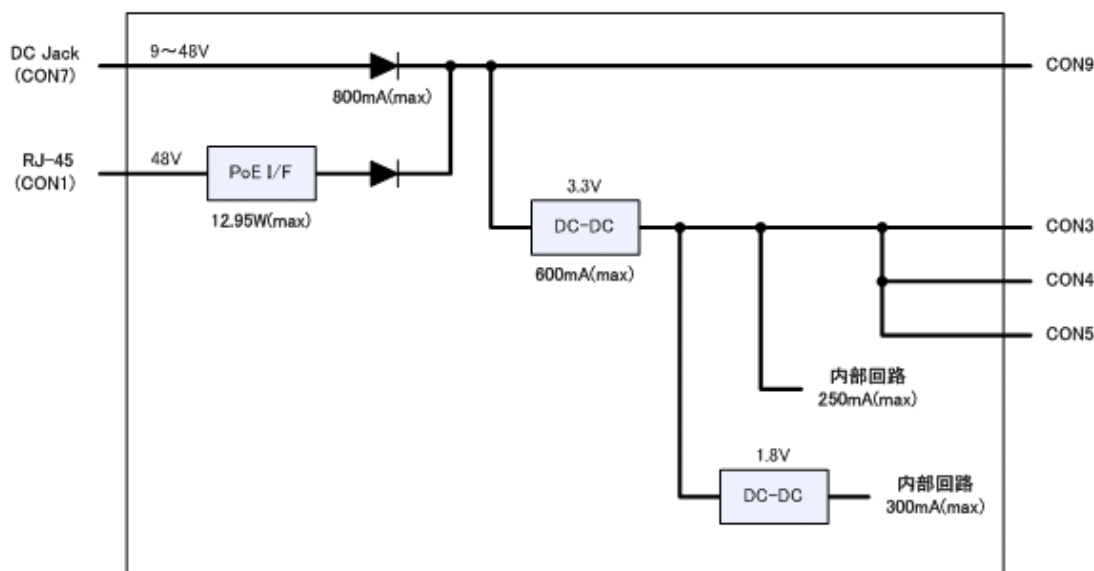 DC Jack
(CON7)
9～48V
800mA(max)
CON9
RJ-45
(CON1)
48V
PoE I/F
12.95W(max)
3.3V
DC-DC
600mA(max)
CON3
CON4
CON5
内部回路
250mA(max)
1.8V
DC-DC
内部回路
300mA(max)